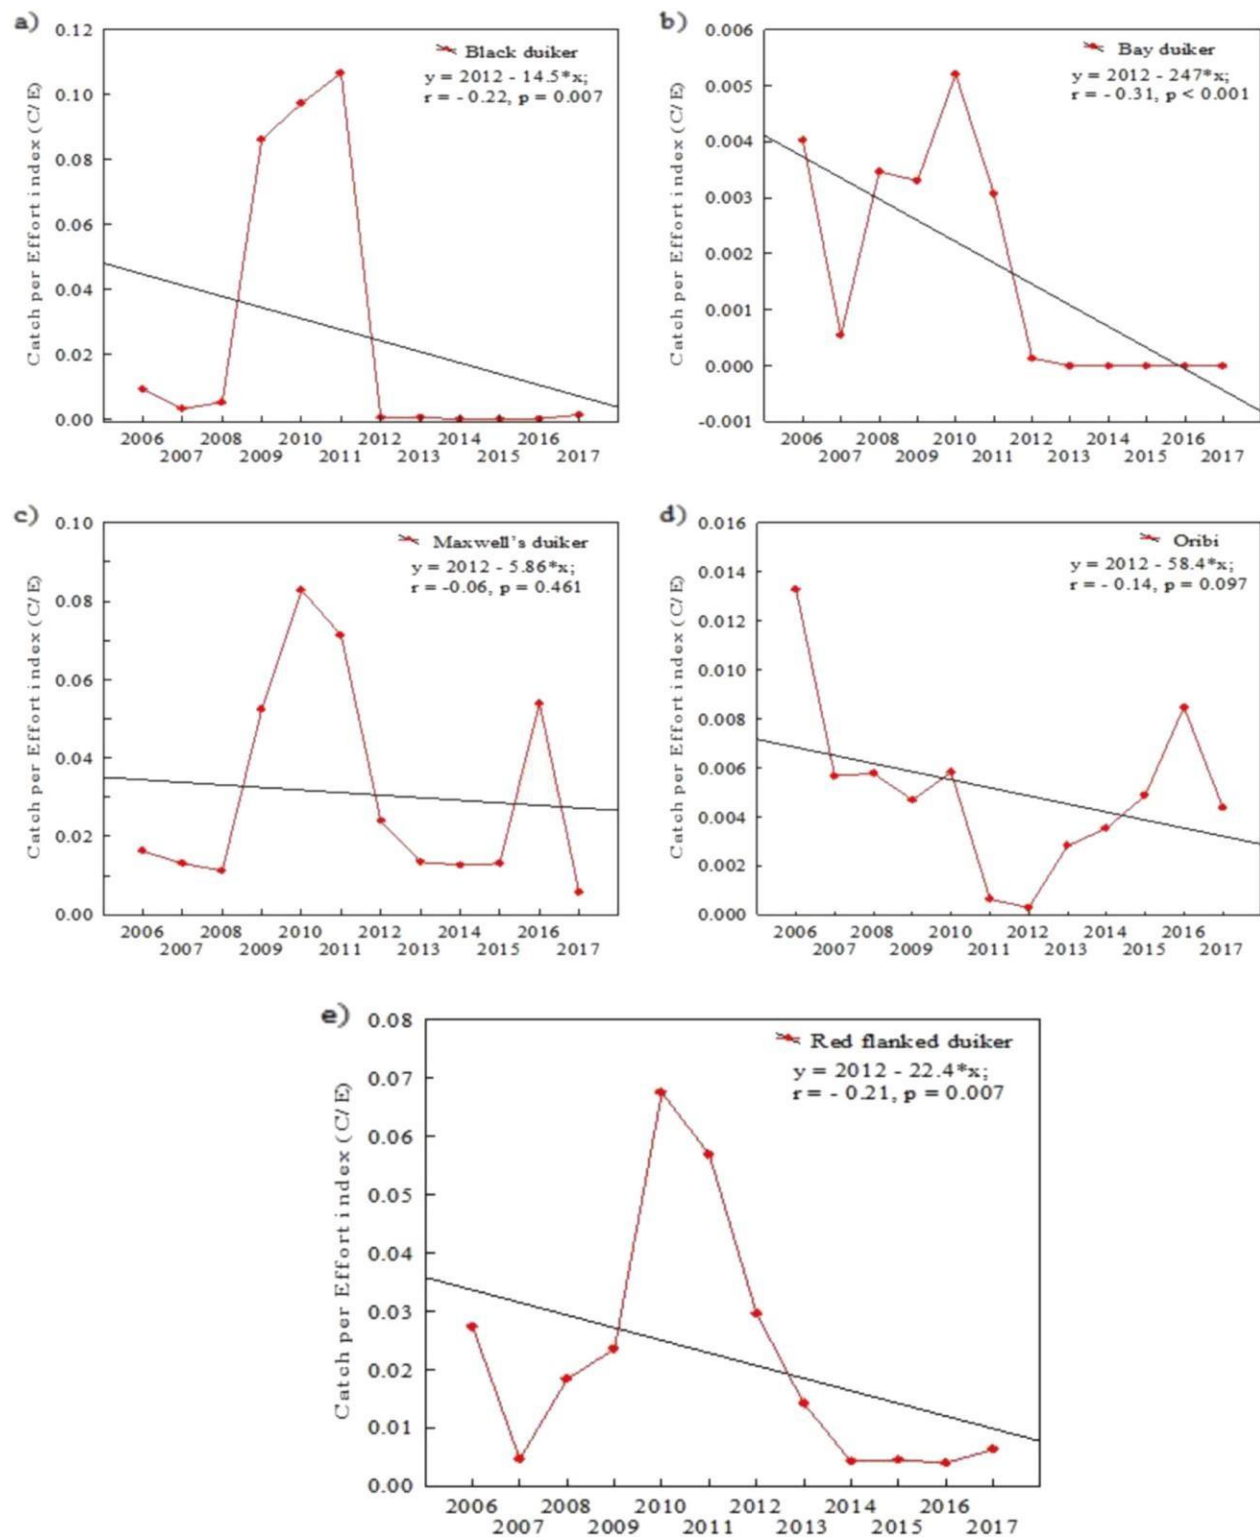 a)
Black duiker
y = 2012 - 14.5*x;
r = - 0.22, p = 0.007
Catch per Effort index (C/E)
0.12
0.10
0.08
0.06
0.04
0.02
0.00
2006 2008 2010 2012 2014 2016
2007 2009 2011 2013 2015 2017
b)
Bay duiker
y = 2012 - 247*x;
r = - 0.31, p < 0.001
Catch per Effort index (C/E)
0.006
0.005
0.004
0.003
0.002
0.001
0.000
-0.001
2006 2008 2010 2012 2014 2016
2007 2009 2011 2013 2015 2017
c)
Maxwell's duiker
y = 2012 - 5.86*x;
r = -0.06, p = 0.461
Catch per Effort index (C/E)
0.10
0.08
0.06
0.04
0.02
0.00
2006 2008 2010 2012 2014 2016
2007 2009 2011 2013 2015 2017
d)
Oribi
y = 2012 - 58.4*x;
r = - 0.14, p = 0.097
Catch per Effort index (C/E)
0.016
0.014
0.012
0.010
0.008
0.006
0.004
0.002
0.000
2006 2008 2010 2012 2014 2016
2007 2009 2011 2013 2015 2017
e)
Red flanked duiker
y = 2012 - 22.4*x;
r = - 0.21, p = 0.007
Catch per Effort index (C/E)
0.08
0.07
0.06
0.05
0.04
0.03
0.02
0.01
0.00
2006 2008 2010 2012 2014 2016
2007 2009 2011 2013 2015 2017